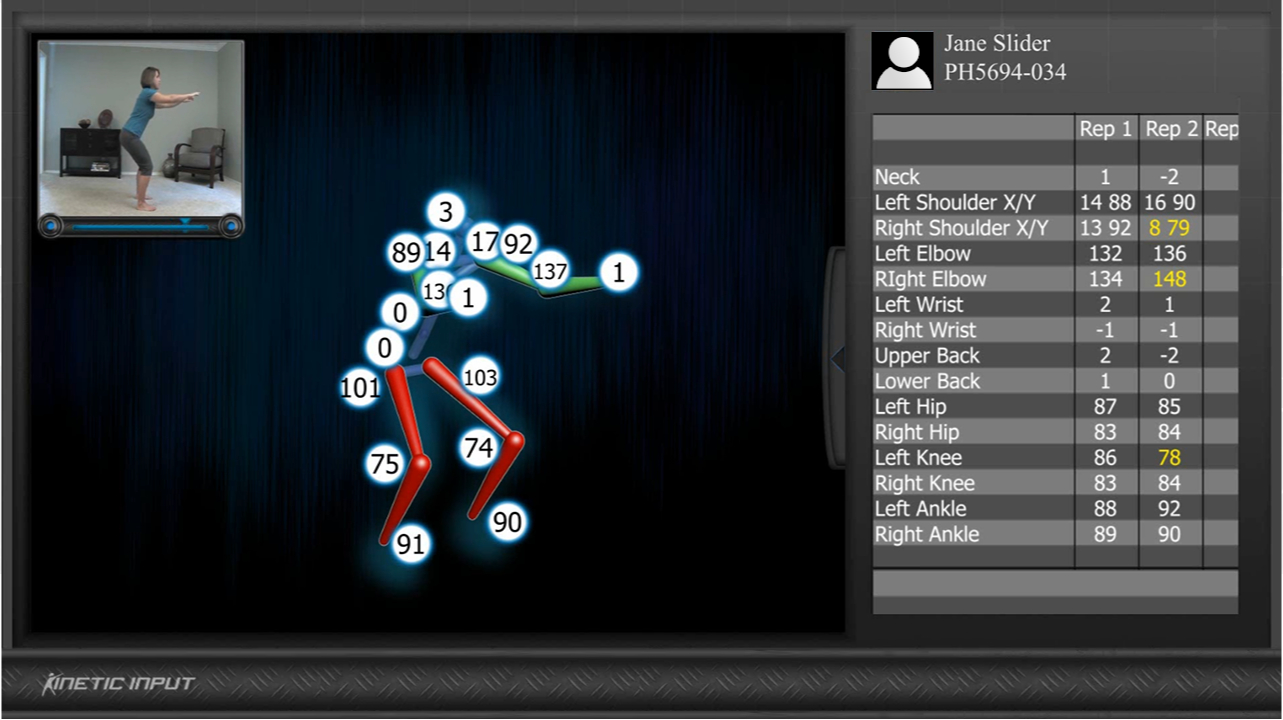 Jane Slider
PH5694-034
Rep 1 Rep 2 Rep
Neck 1 -2
Left Shoulder X/Y 14 88 16 90
Right Shoulder X/Y 13 92 8 79
Left Elbow 132 136
RIght Elbow 134 148
Left Wrist 2 1
Right Wrist -1 -1
Upper Back 2 -2
Lower Back 1 0
Left Hip 87 85
Right Hip 83 84
Left Knee 86 78
Right Knee 83 84
Left Ankle 88 92
Right Ankle 89 90
3
89 14 17 92
137 1
13 1
0
0
101 103
75 74
90
91
KINETIC INPUT